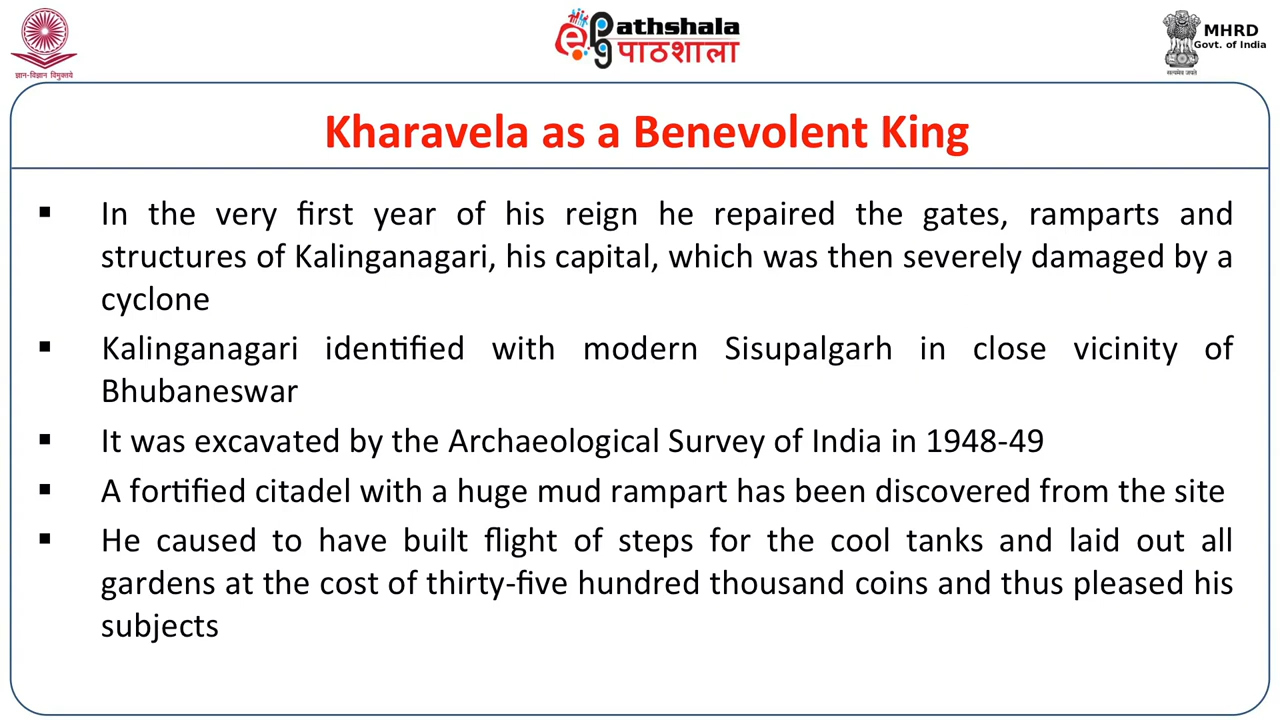 ज्ञान-विज्ञान विमुक्तये
ePgPathshala
पाठशाला
सत्यमेव जयते
MHRD
Govt. of India
Kharavela as a Benevolent King
▪ In the very first year of his reign he repaired the gates, ramparts and
structures of Kalinganagari, his capital, which was then severely damaged by a
cyclone
▪ Kalinganagari identified with modern Sisupalgarh in close vicinity of
Bhubaneswar
▪ It was excavated by the Archaeological Survey of India in 1948-49
▪ A fortified citadel with a huge mud rampart has been discovered from the site
▪ He caused to have built flight of steps for the cool tanks and laid out all
gardens at the cost of thirty-five hundred thousand coins and thus pleased his
subjects